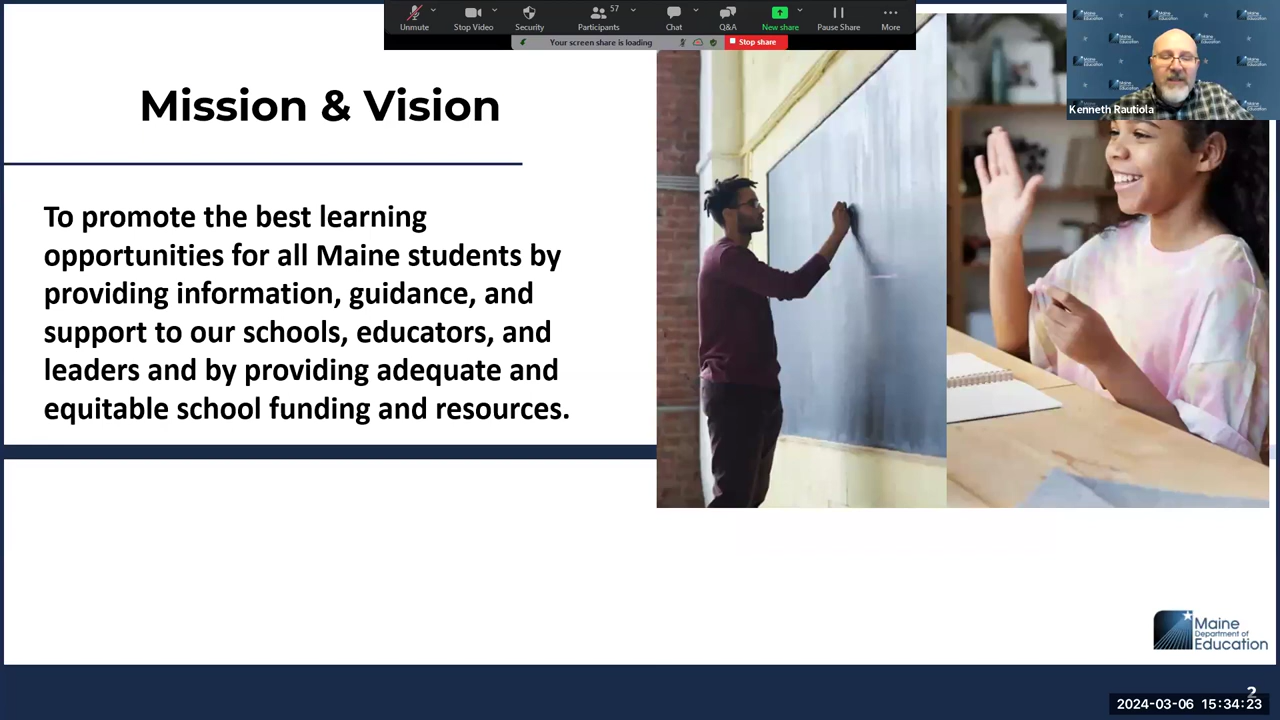 Unmute
Stop Video
Security
Participants
57
Chat
Q&A
New share
Pause Share
More
Your screen share is loading
Stop share
Kenneth Rautiola
Mission & Vision
To promote the best learning
opportunities for all Maine students by
providing information, guidance, and
support to our schools, educators, and
leaders and by providing adequate and
equitable school funding and resources.
Maine
Department of
Education
2
2024-03-06 15:34:23